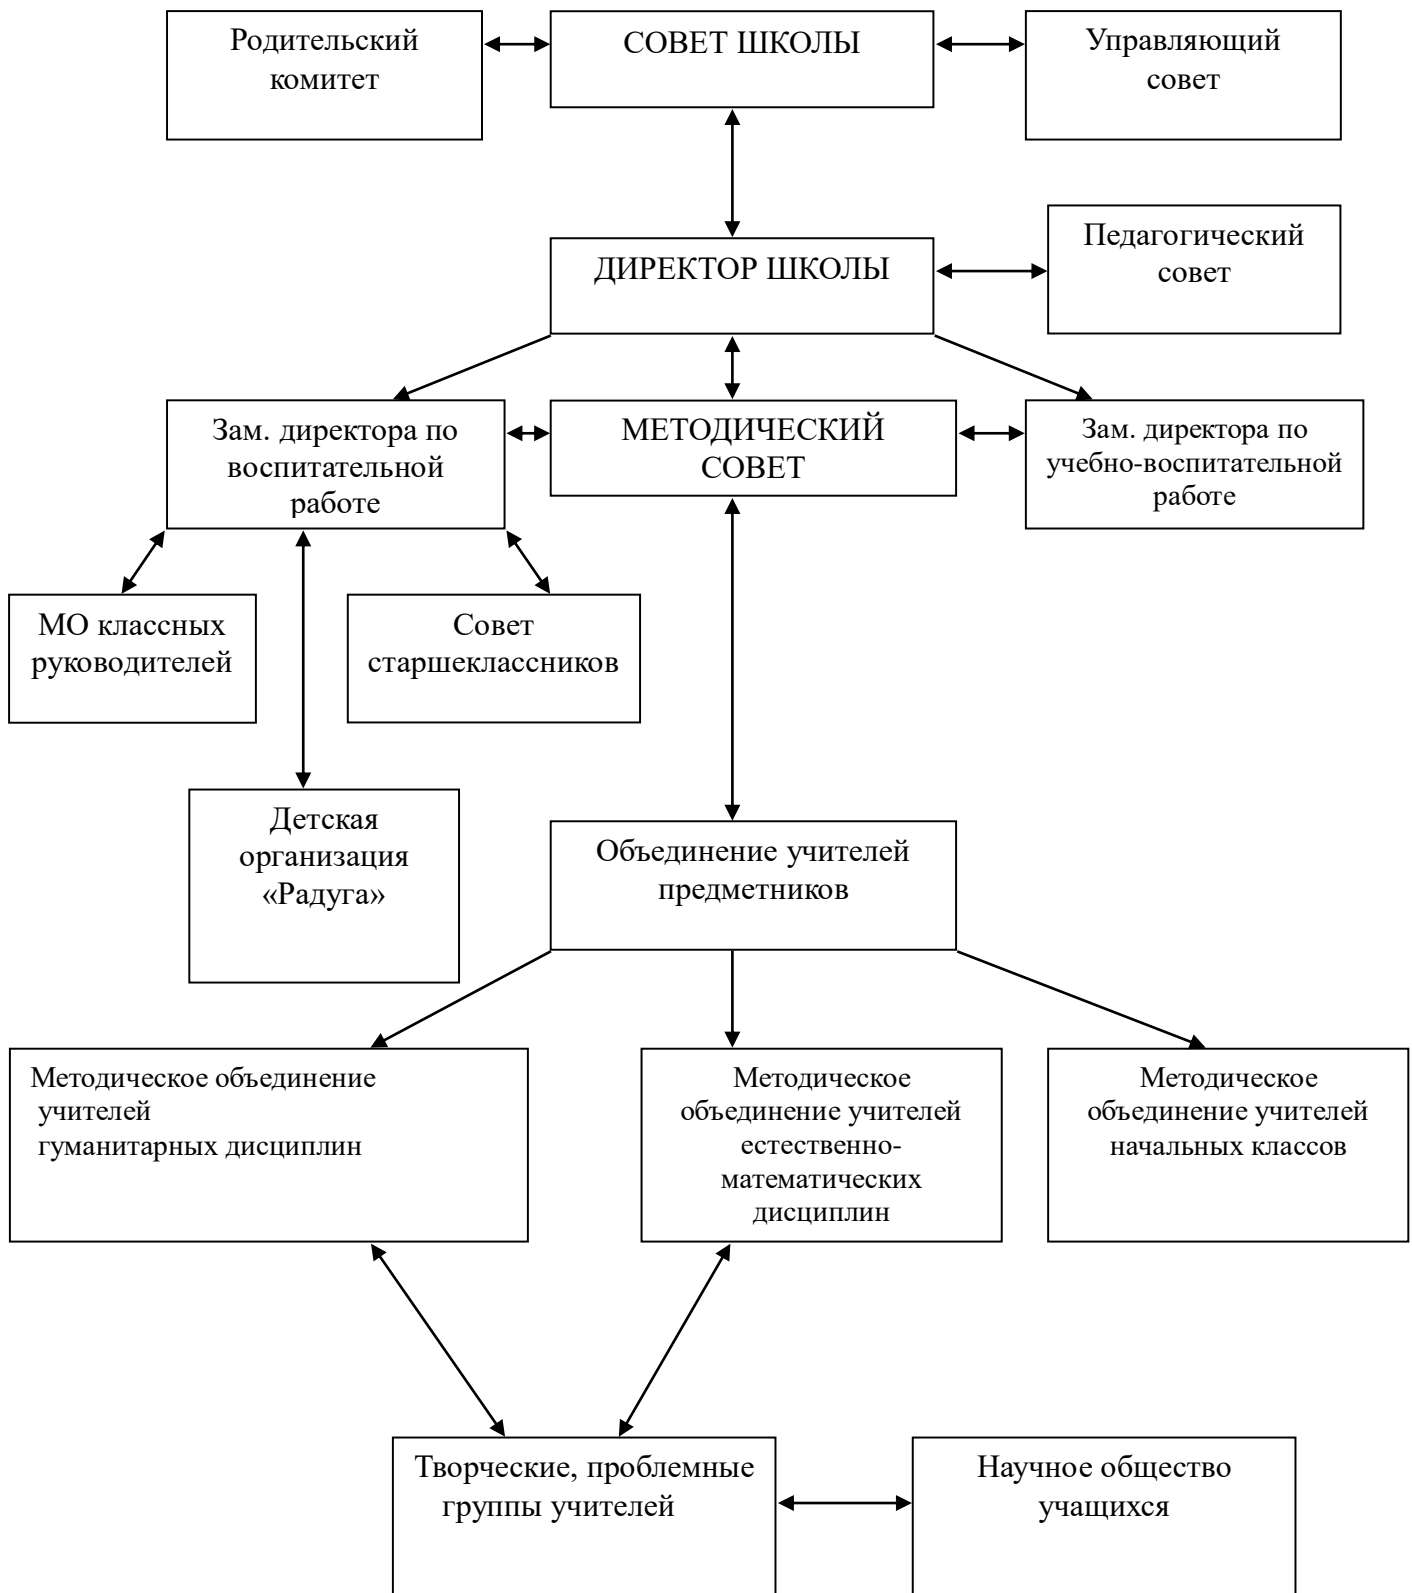 Родительский
комитет
СОВЕТ ШКОЛЫ
Управляющий
совет
ДИРЕКТОР ШКОЛЫ
Педагогический
совет
Зам. директора по
воспитательной
работе
МЕТОДИЧЕСКИЙ
СОВЕТ
Зам. директора по
учебно-воспитательной
работе
МО классных
руководителей
Совет
старшеклассников
Детская
организация
«Радуга»
Объединение учителей
предметников
Методическое объединение
учителей
гуманитарных дисциплин
Методическое
объединение учителей
естественно-
математических
дисциплин
Методическое
объединение учителей
начальных классов
Творческие, проблемные
группы учителей
Научное общество
учащихся